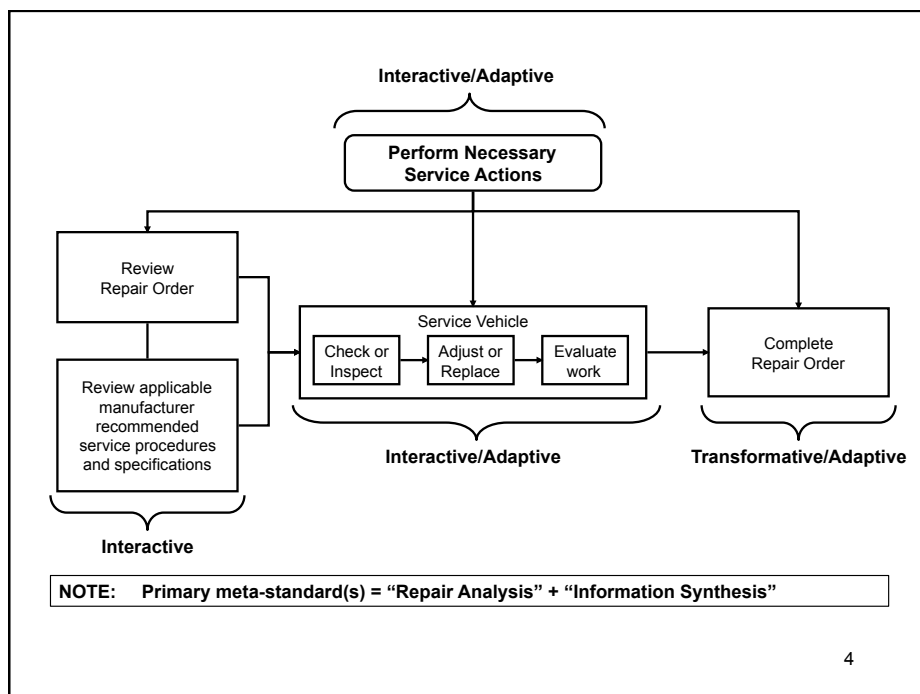 Interactive/Adaptive
Perform Necessary
Service Actions
Review
Repair Order
Review applicable
manufacturer
recommended
service procedures
and specifications
Interactive
Service Vehicle
Check or
Inspect
Adjust or
Replace
Evaluate
work
Interactive/Adaptive
Complete
Repair Order
Transformative/Adaptive
NOTE: Primary meta-standard(s) = “Repair Analysis” + “Information Synthesis”
4